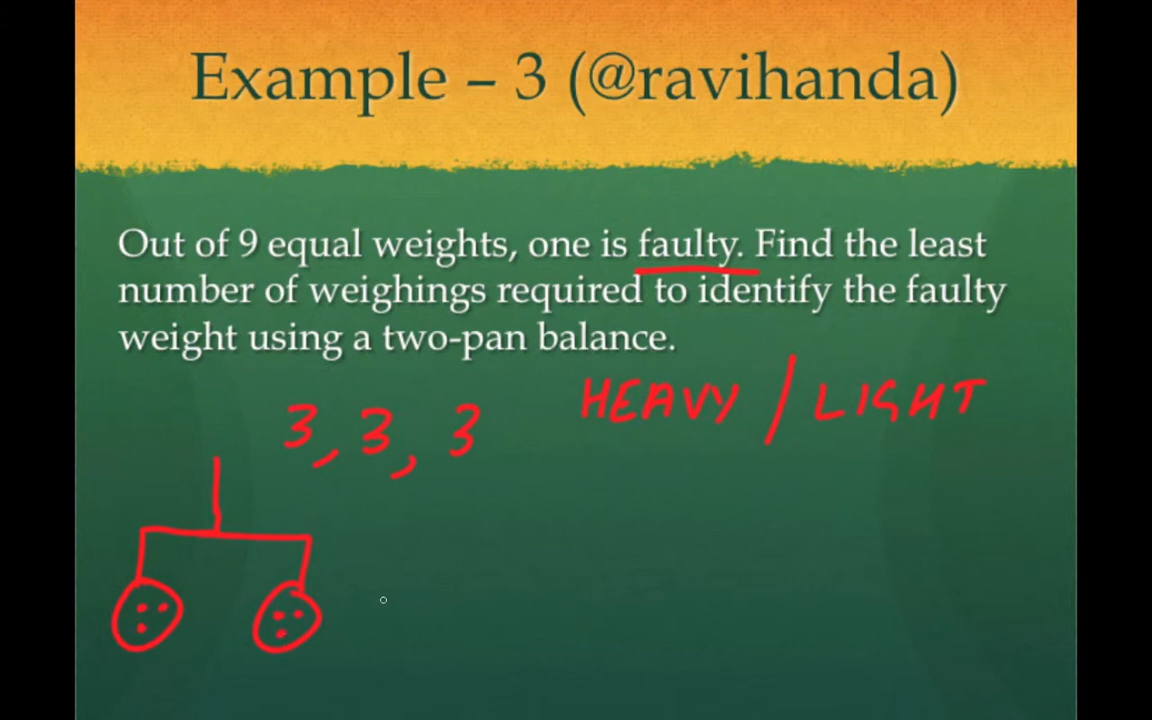 Example – 3 (@ravihanda)
Out of 9 equal weights, one is faulty. Find the least
number of weighings required to identify the faulty
weight using a two-pan balance.
3, 3, 3
HEAVY / LIGHT